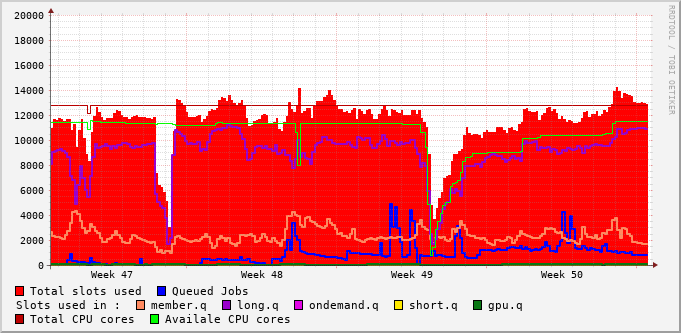 RRDTOOL / TOBI OETIKER
20000
18000
16000
14000
12000
10000
8000
6000
4000
2000
0
Week 47 Week 48 Week 49 Week 50
Total slots used Queued Jobs
Slots used in : member.q long.q ondemand.q short.q gpu.q
Total CPU cores Availale CPU cores